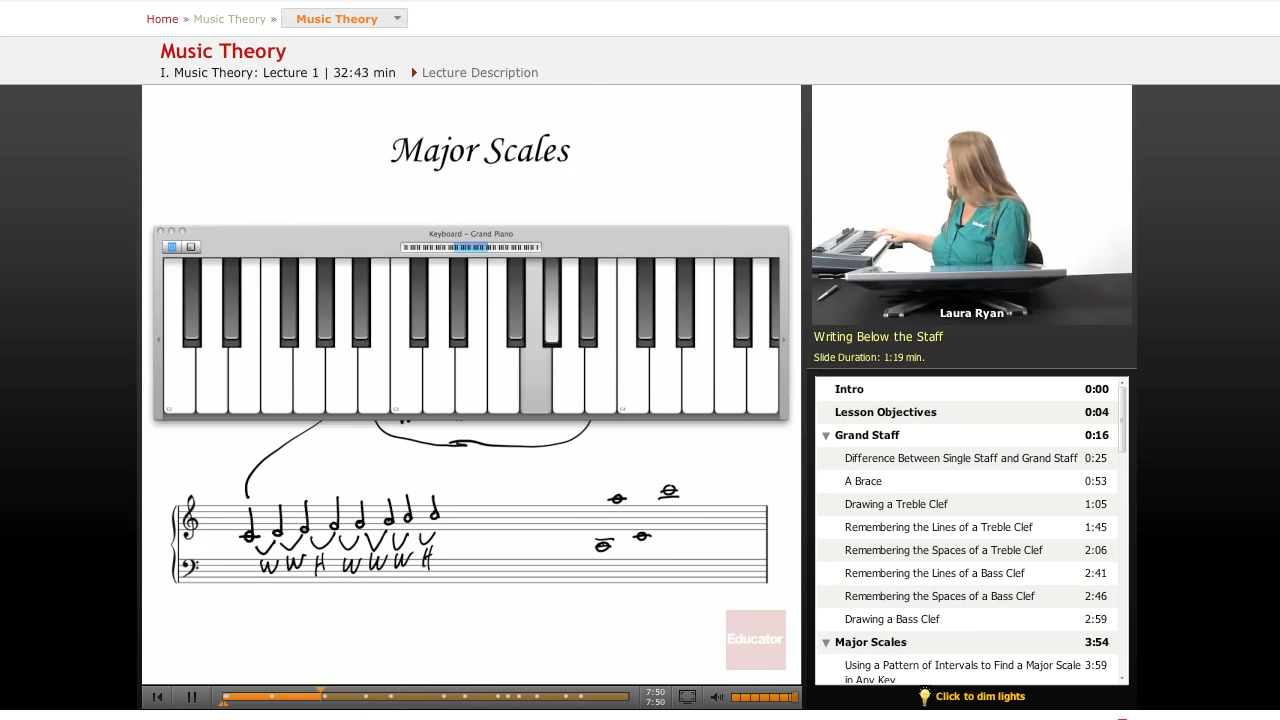 Home » Music Theory » Music Theory
Music Theory
I. Music Theory: Lecture 1 | 32:43 min Lecture Description
Major Scales
Keyboard – Grand Piano
C2 C3 C4
W W H W W W H
Educator
7:50
7:50
Laura Ryan
Writing Below the Staff
Slide Duration: 1:19 min.
Intro 0:00
Lesson Objectives 0:04
Grand Staff 0:16
Difference Between Single Staff and Grand Staff 0:25
A Brace 0:53
Drawing a Treble Clef 1:05
Remembering the Lines of a Treble Clef 1:45
Remembering the Spaces of a Treble Clef 2:06
Remembering the Lines of a Bass Clef 2:41
Remembering the Spaces of a Bass Clef 2:46
Drawing a Bass Clef 2:59
Major Scales 3:54
Using a Pattern of Intervals to Find a Major Scale 3:59
in Any Key
Click to dim lights